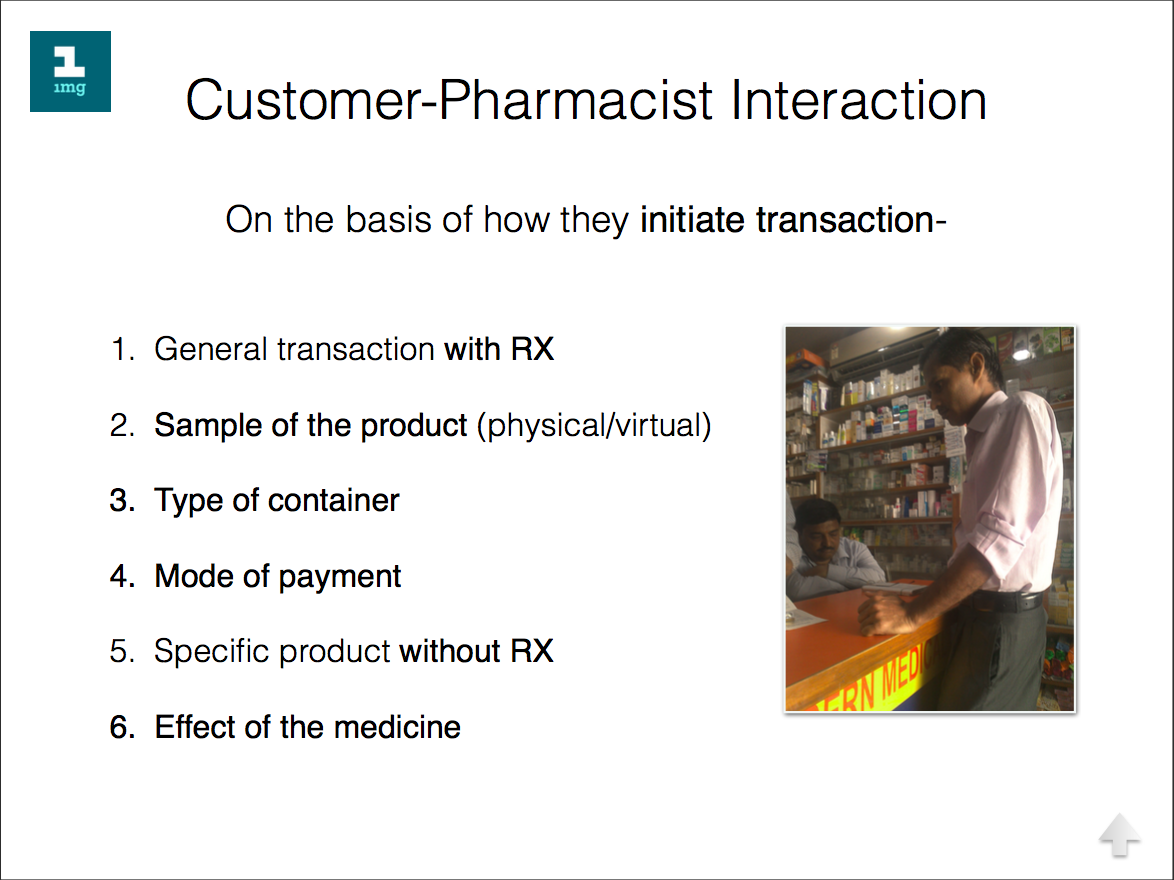 1mg
Customer-Pharmacist Interaction
On the basis of how they initiate transaction-
1. General transaction with RX
2. Sample of the product (physical/virtual)
3. Type of container
4. Mode of payment
5. Specific product without RX
6. Effect of the medicine
ERN MEDI